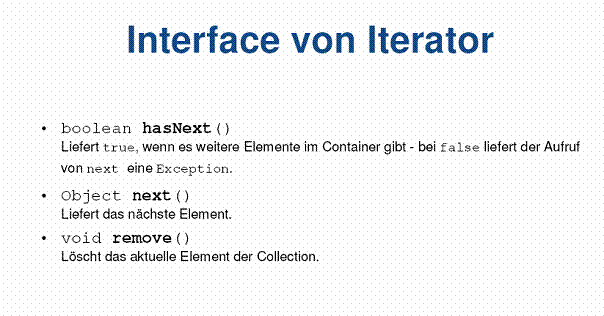 Interface von Iterator
• boolean hasNext()
Liefert true, wenn es weitere Elemente im Container gibt - bei false liefert der Aufruf
von next eine Exception.
• Object next()
Liefert das nächste Element.
• void remove()
Löscht das aktuelle Element der Collection.